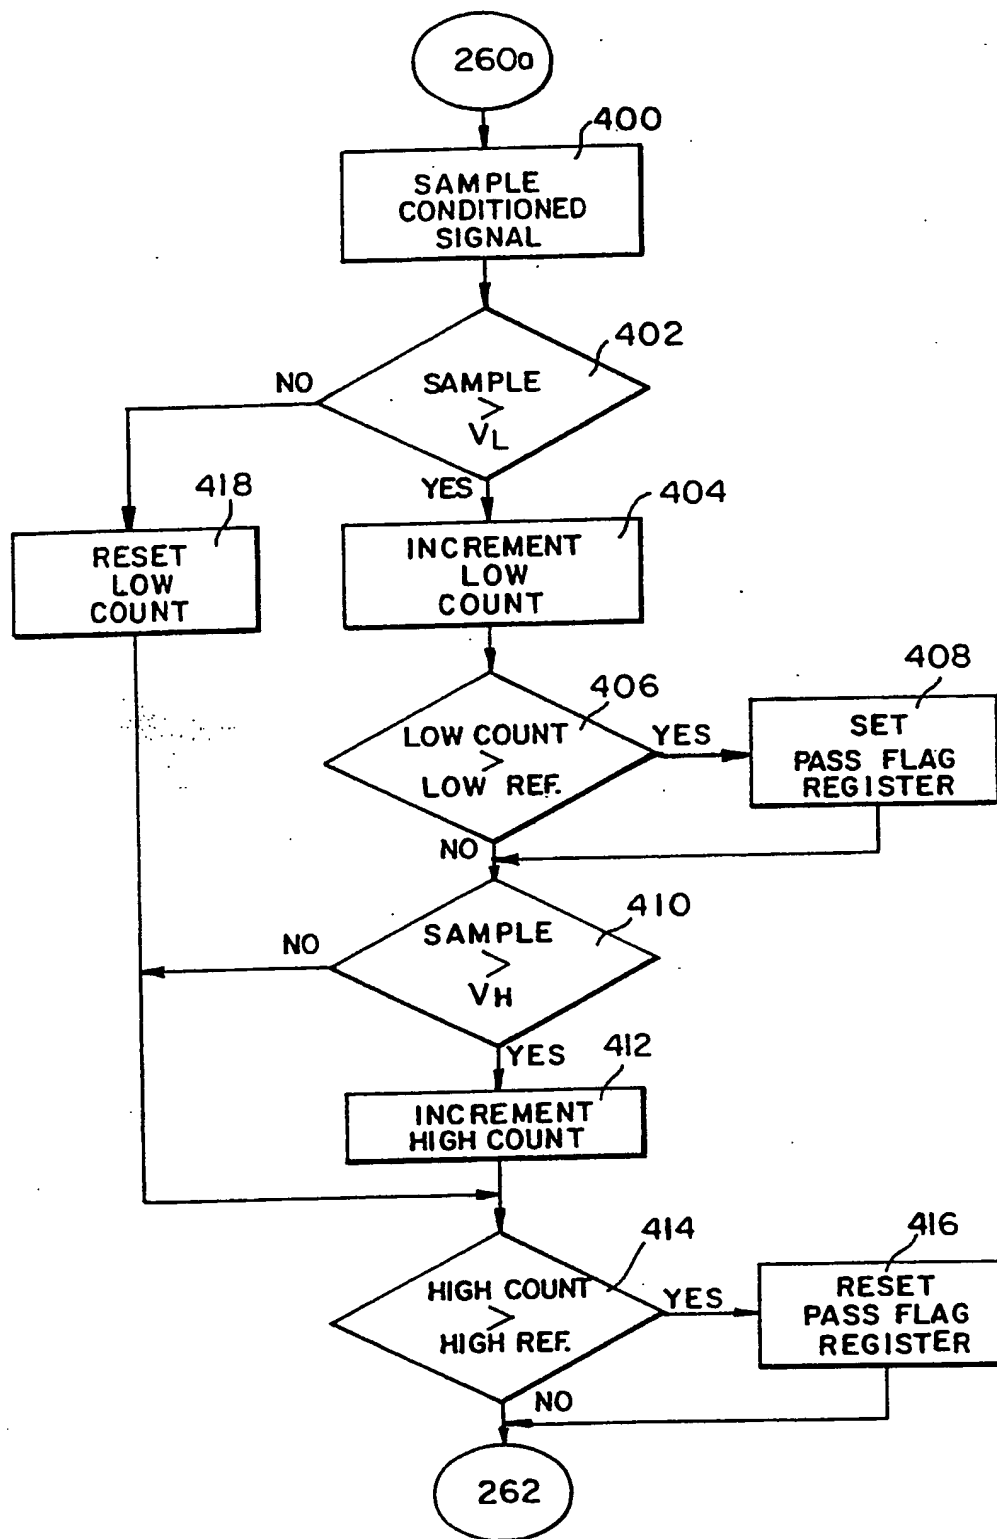 260a
400
SAMPLE
CONDITIONED
SIGNAL
402
NO
SAMPLE
>
VL
YES
418
RESET
LOW
COUNT
404
INCREMENT
LOW
COUNT
406
LOW COUNT
>
LOW REF.
YES
408
SET
PASS FLAG
REGISTER
NO
410
NO
SAMPLE
>
VH
YES
412
INCREMENT
HIGH COUNT
414
HIGH COUNT
>
HIGH REF.
YES
416
RESET
PASS FLAG
REGISTER
NO
262